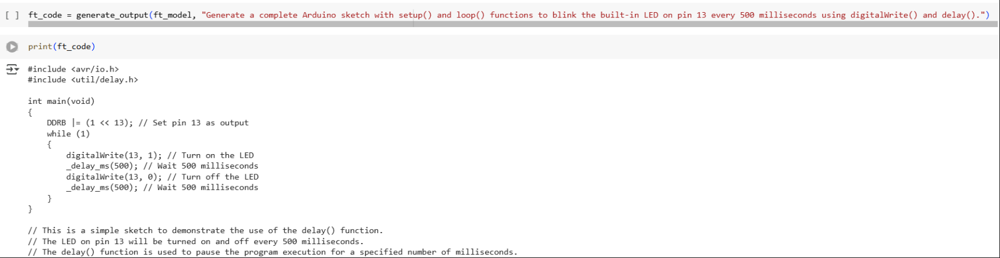 [ ] ft_code = generate_output(ft_model, "Generate a complete Arduino sketch with setup() and loop() functions to blink the built-in LED on pin 13 every 500 milliseconds using digitalWrite() and delay().")
print(ft_code)
#include <avr/io.h>
#include <util/delay.h>
int main(void)
{
    DDRB |= (1 << 13); // Set pin 13 as output
    while (1)
    {
        digitalWrite(13, 1); // Turn on the LED
        _delay_ms(500); // Wait 500 milliseconds
        digitalWrite(13, 0); // Turn off the LED
        _delay_ms(500); // Wait 500 milliseconds
    }
}
// This is a simple sketch to demonstrate the use of the delay() function.
// The LED on pin 13 will be turned on and off every 500 milliseconds.
// The delay() function is used to pause the program execution for a specified number of milliseconds.